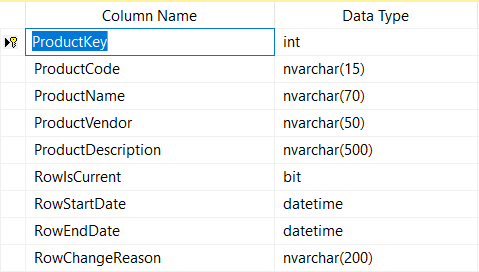 Column Name Data Type
ProductKey int
ProductCode nvarchar(15)
ProductName nvarchar(70)
ProductVendor nvarchar(50)
ProductDescription nvarchar(500)
RowIsCurrent bit
RowStartDate datetime
RowEndDate datetime
RowChangeReason nvarchar(200)